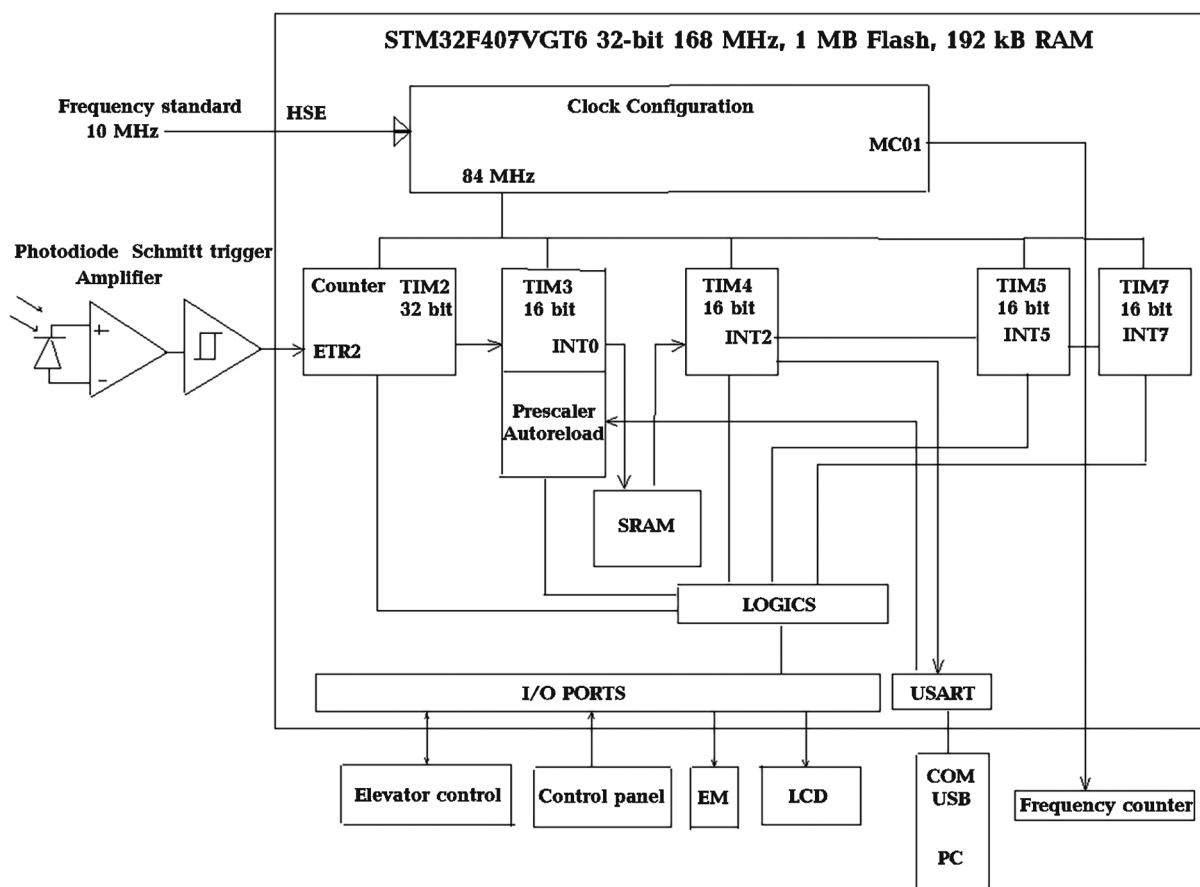 STM32F407VGT6 32-bit 168 MHz, 1 MB Flash, 192 kB RAM
Frequency standard
10 MHz
HSE
Clock Configuration
MC01
84 MHz
Photodiode Schmitt trigger
Amplifier
+
-
Counter
TIM2
32 bit
ETR2
TIM3
16 bit
INT0
Prescaler
Autoreload
TIM4
16 bit
INT2
TIM5
16 bit
INT5
TIM7
16 bit
INT7
SRAM
LOGICS
I/O PORTS
USART
Elevator control
Control panel
EM
LCD
COM
USB
PC
Frequency counter